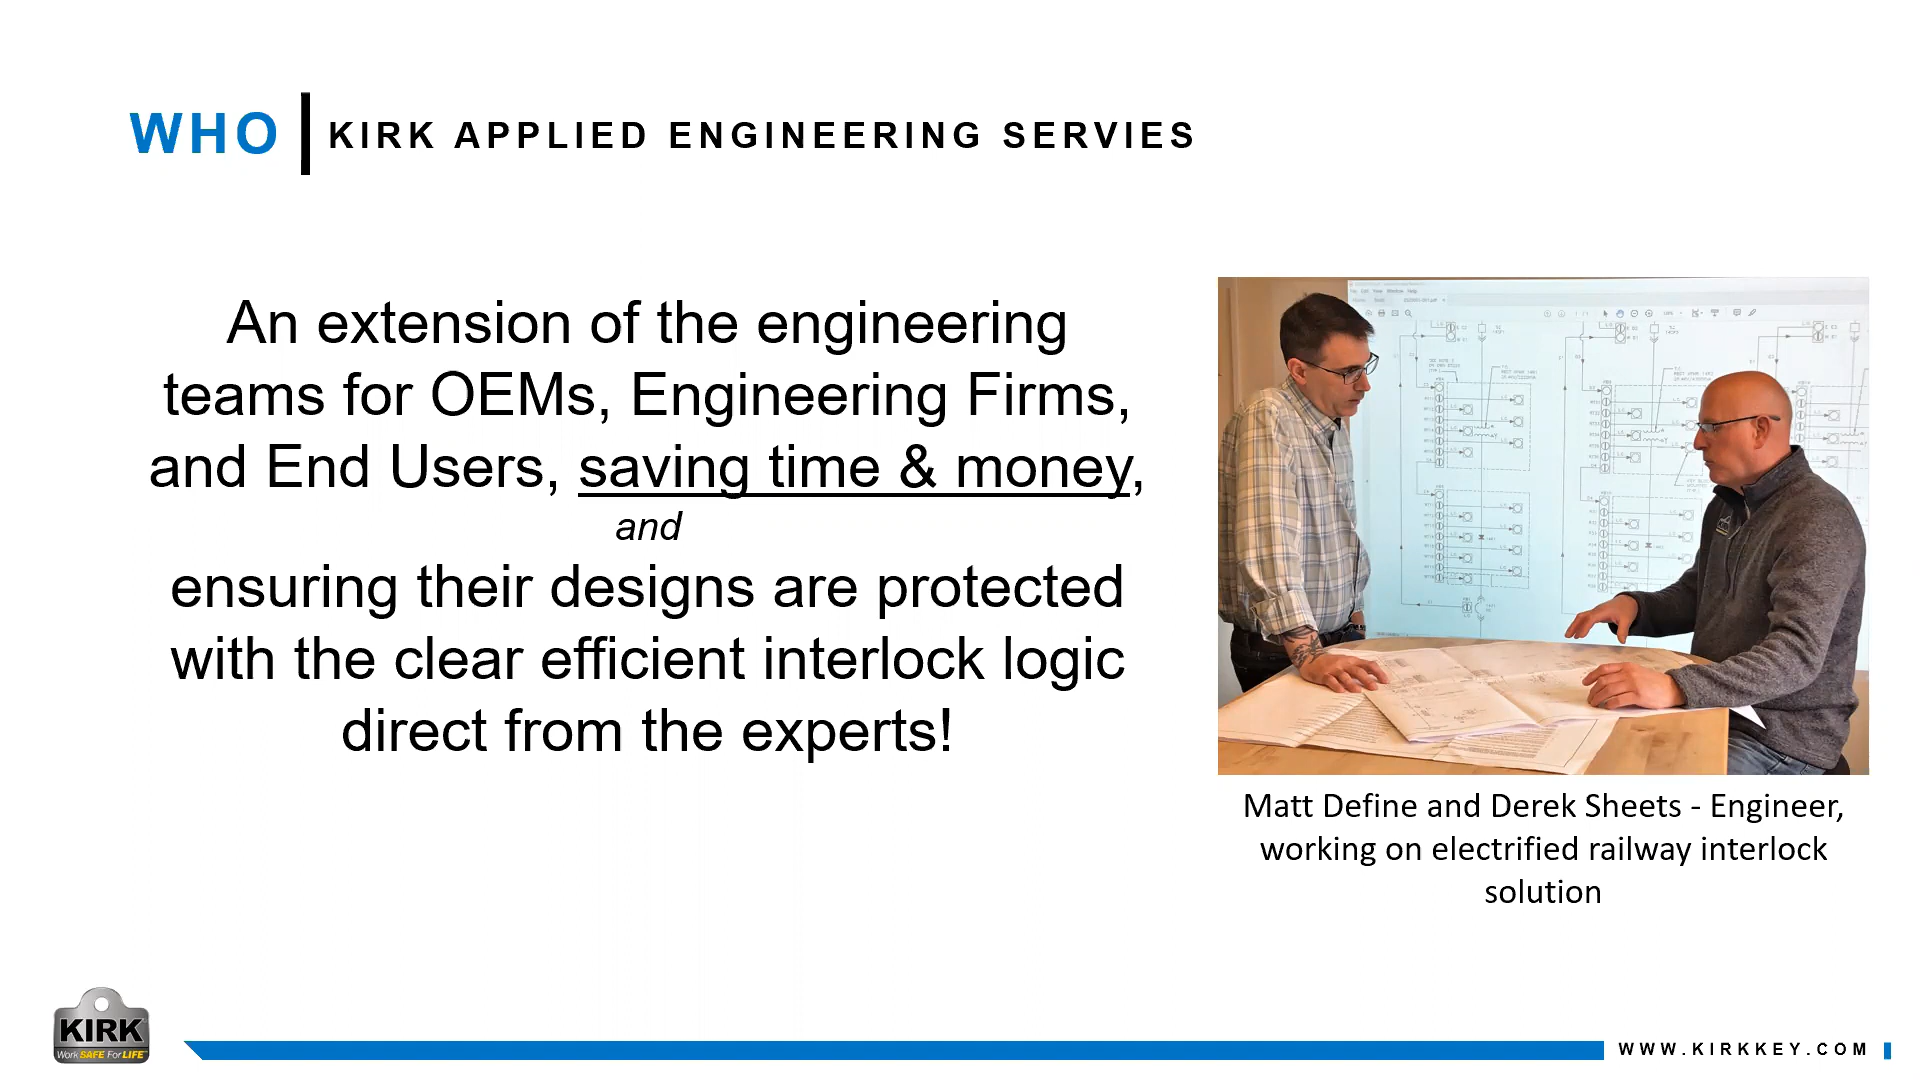 WHO
KIRK APPLIED ENGINEERING SERVIES
An extension of the engineering
teams for OEMs, Engineering Firms,
and End Users, saving time & money,
and
ensuring their designs are protected
with the clear efficient interlock logic
direct from the experts!
Matt Define and Derek Sheets - Engineer,
working on electrified railway interlock
solution
KIRK
Work SAFE For LIFE
WWW.KIRKKEY.COM